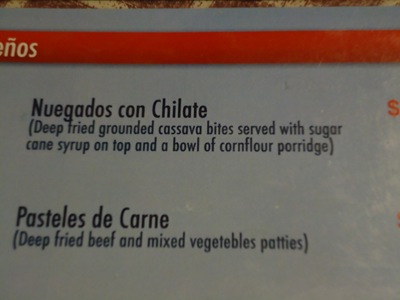 eños
Nuegados con Chilate
$
(Deep fried grounded cassava bites served with sugar
cane syrup on top and a bowl of cornflour porridge)
Pasteles de Carne
(Deep fried beef and mixed vegetebles patties)